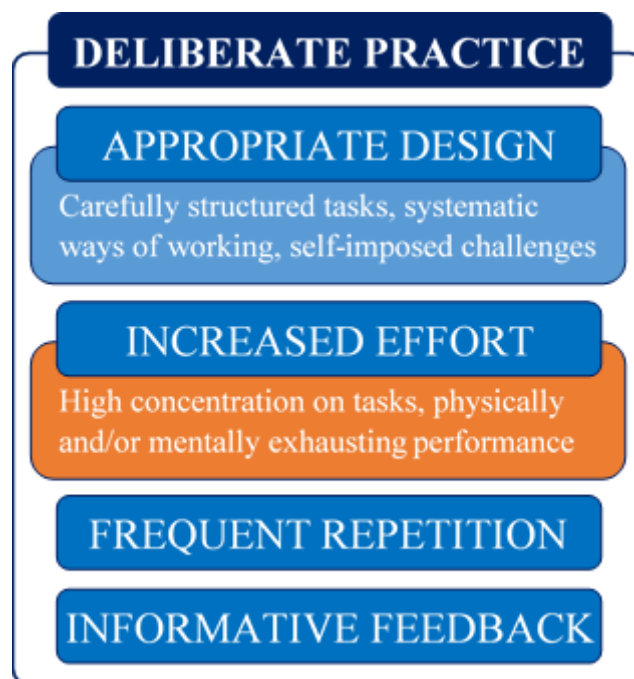 DELIBERATE PRACTICE
APPROPRIATE DESIGN
Carefully structured tasks, systematic
ways of working, self-imposed challenges
INCREASED EFFORT
High concentration on tasks, physically
and/or mentally exhausting performance
FREQUENT REPETITION
INFORMATIVE FEEDBACK